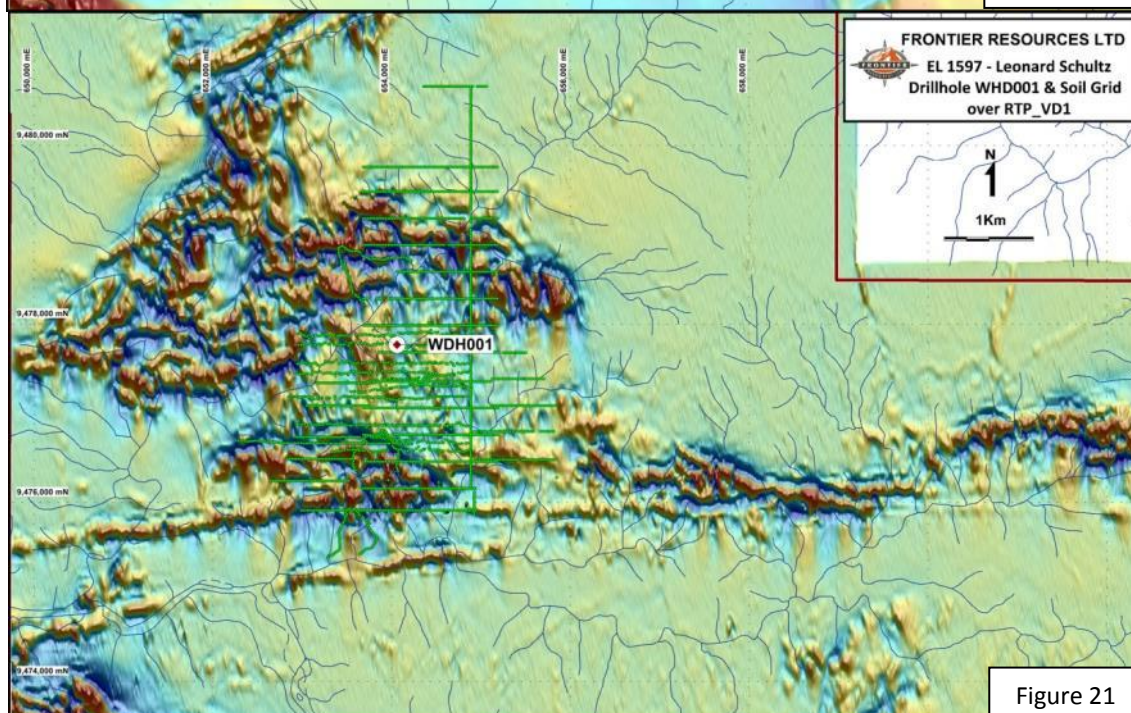 FRONTIER RESOURCES LTD
EL 1597 - Leonard Schultz
Drillhole WHD001 & Soil Grid
over RTP_VD1
FRONTIER
N
1Km
650,000 mE
652,000 mE
654,000 mE
656,000 mE
658,000 mE
9,480,000 mN
9,478,000 mN
WDH001
9,476,000 mN
9,474,000 mN
Figure 21